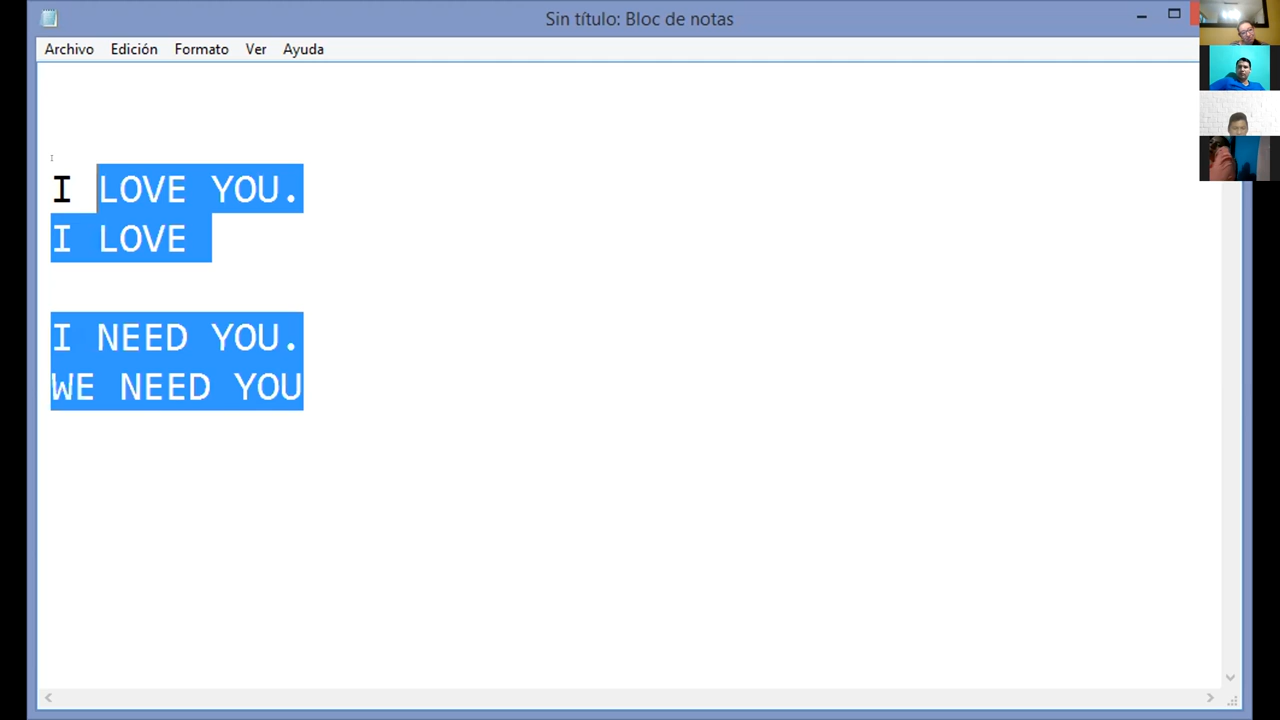 Sin título: Bloc de notas
Archivo Edición Formato Ver Ayuda
I LOVE YOU.
I LOVE
I NEED YOU.
WE NEED YOU